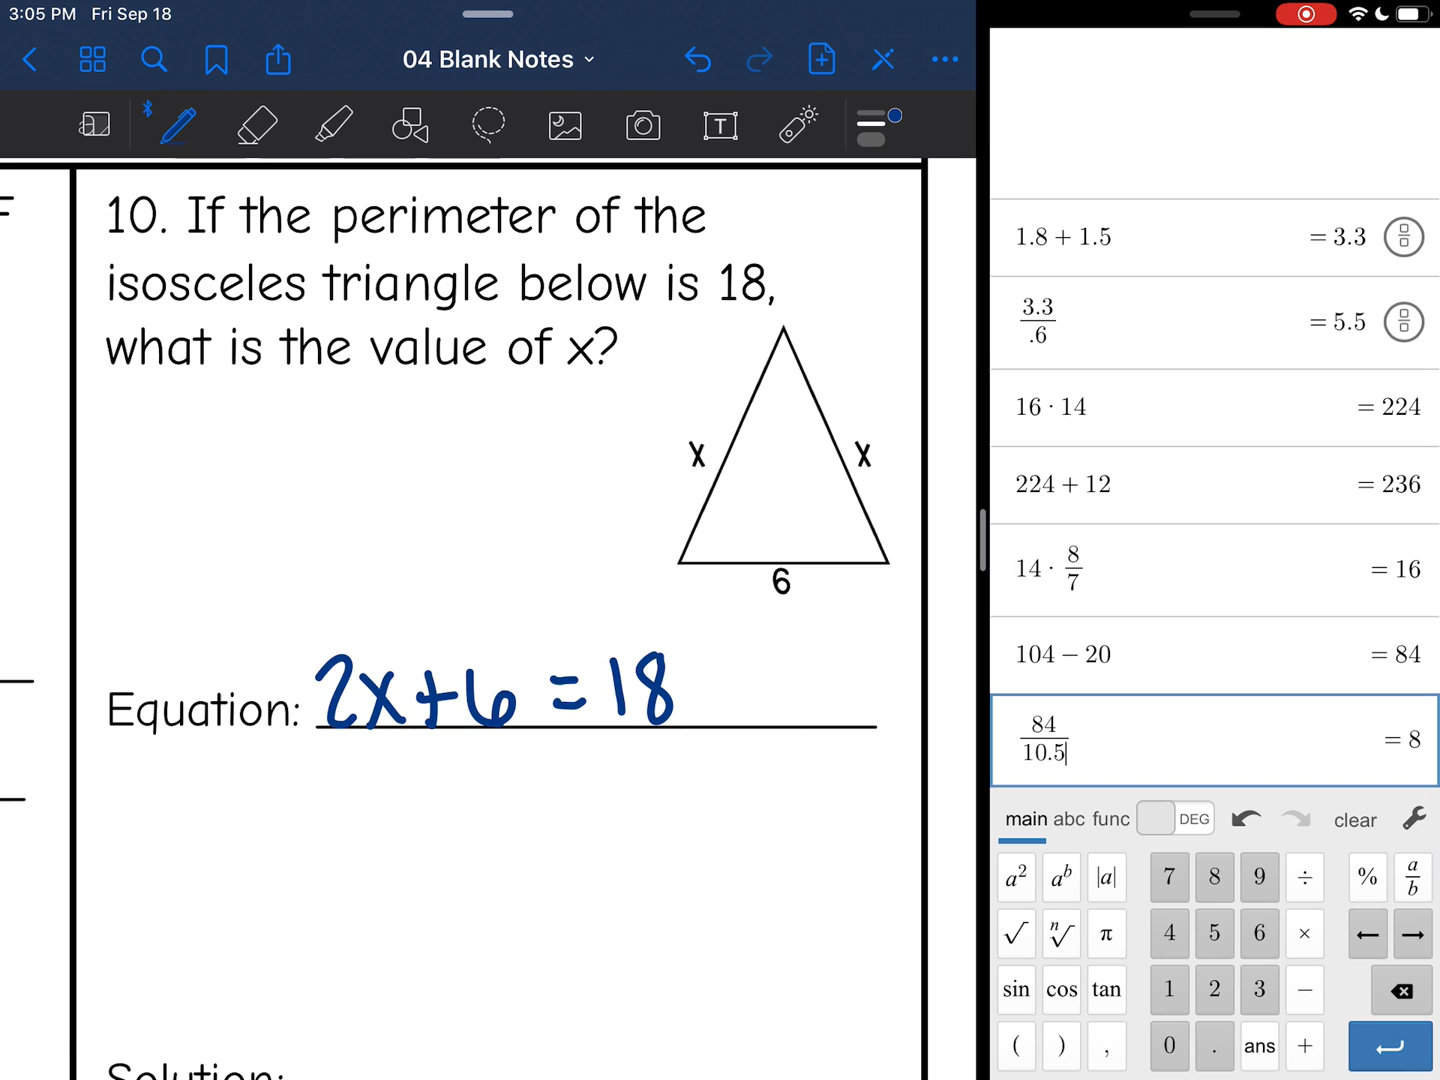 3:05 PM Fri Sep 18
04 Blank Notes
T
F
10. If the perimeter of the
isosceles triangle below is 18,
what is the value of x?
x
x
6
Equation: 2x+6 = 18
Solution:
1.8 + 1.5 = 3.3
3.3/.6 = 5.5
16 · 14 = 224
224 + 12 = 236
14 · 8/7 = 16
104 − 20 = 84
84/10.5 = 8
main abc func DEG clear
a² aᵇ |a| 7 8 9 ÷ % a/b
√ ⁿ√ π 4 5 6 × ← →
sin cos tan 1 2 3 −
( ) , 0 . ans +